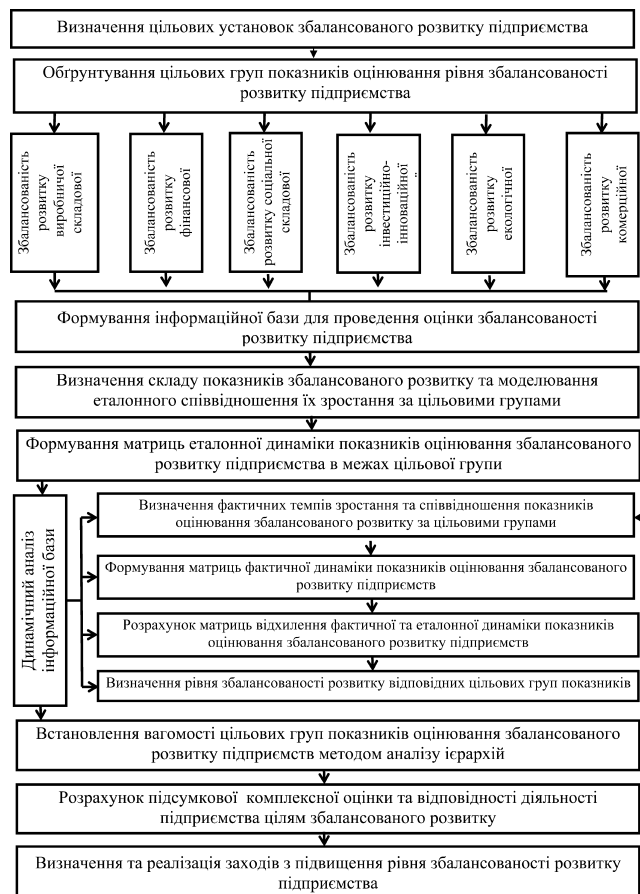 Визначення цільових установок збалансованого розвитку підприємства
Обґрунтування цільових груп показників оцінювання рівня збалансованості
розвитку підприємства
Збалансованість
розвитку
виробничої
складової
Збалансованість
розвитку
фінансової
Збалансованість
розвитку соціальної
складової
Збалансованість
розвитку
інвестиційно-
інноваційної
Збалансованість
розвитку
екологічної
Збалансованість
розвитку
комерційної
Формування інформаційної бази для проведення оцінки збалансованості
розвитку підприємства
Визначення складу показників збалансованого розвитку та моделювання
еталонного співвідношення їх зростання за цільовими групами
Формування матриць еталонної динаміки показників оцінювання збалансованого
розвитку підприємства в межах цільової групи
Динамічний аналіз
інформаційної бази
Визначення фактичних темпів зростання та співвідношення показників
оцінювання збалансованого розвитку за цільовими групами
Формування матриць фактичної динаміки показників оцінювання збалансованого
розвитку підприємств
Розрахунок матриць відхилення фактичної та еталонної динаміки показників
оцінювання збалансованого розвитку підприємств
Визначення рівня збалансованості розвитку відповідних цільових груп показників
Встановлення вагомості цільових груп показників оцінювання збалансованого
розвитку підприємств методом аналізу ієрархій
Розрахунок підсумкової комплексної оцінки та відповідності діяльності
підприємства цілям збалансованого розвитку
Визначення та реалізація заходів з підвищення рівня збалансованості розвитку
підприємства